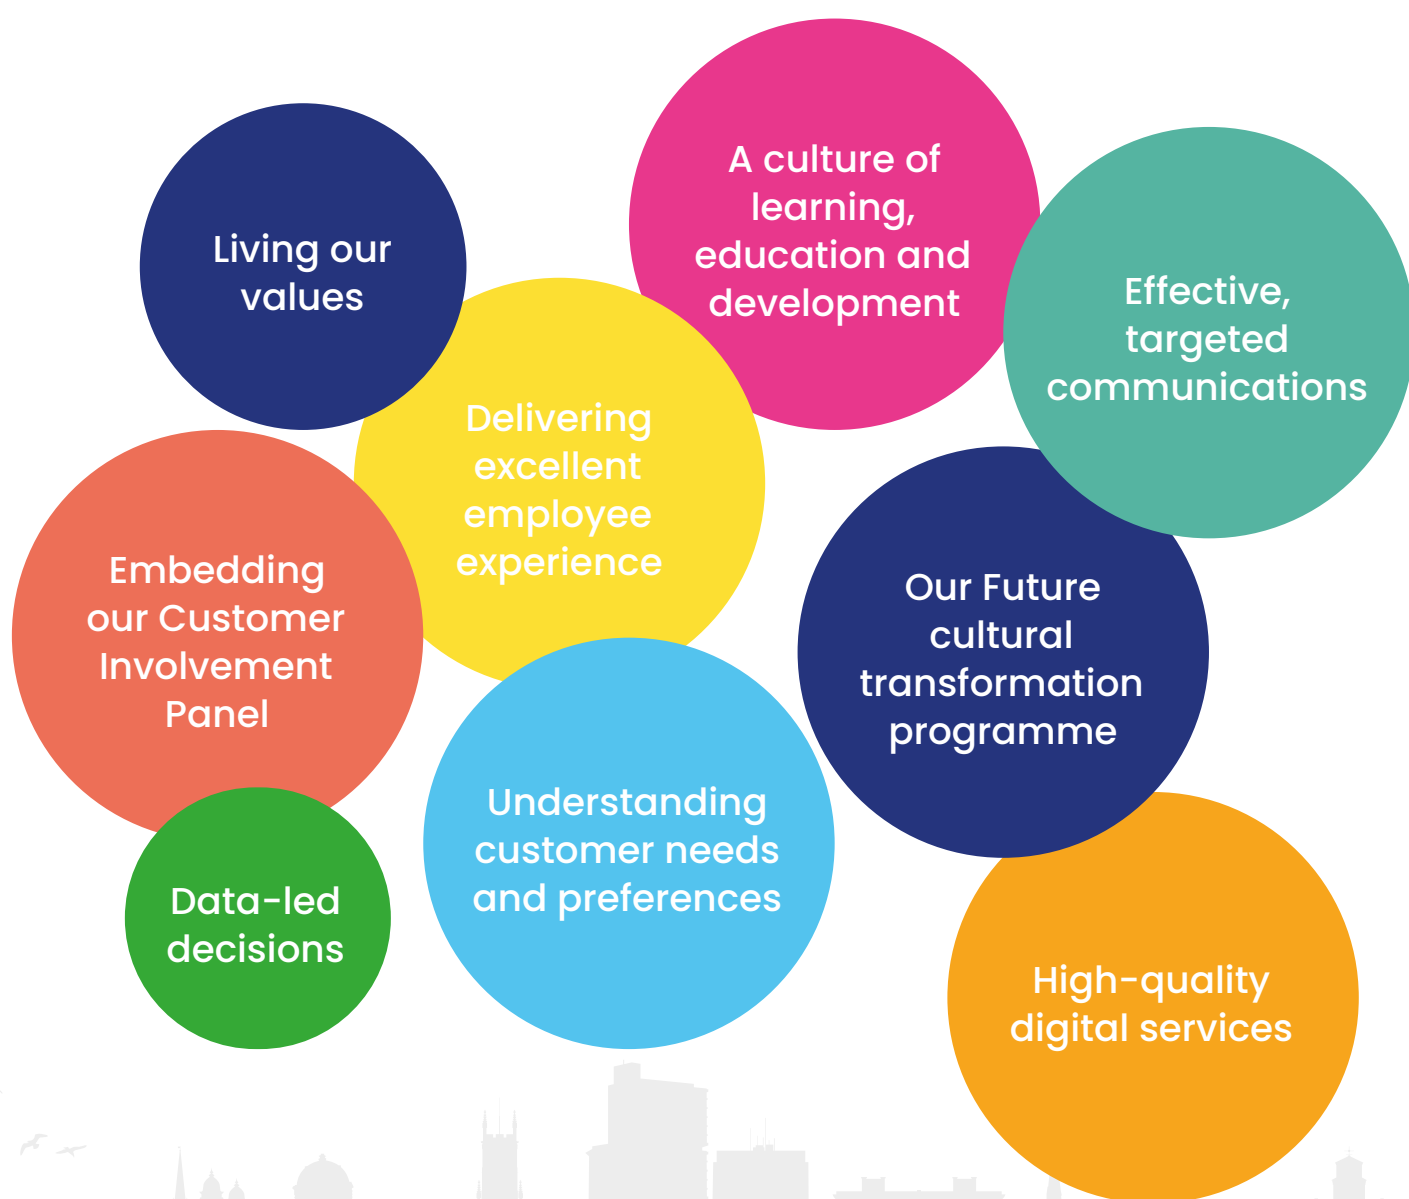 A culture of
learning,
education and
development
Living our
values
Effective,
targeted
communications
Delivering
excellent
employee
experience
Embedding
our Customer
Involvement
Panel
Our Future
cultural
transformation
programme
Understanding
customer needs
and preferences
Data-led
decisions
High-quality
digital services